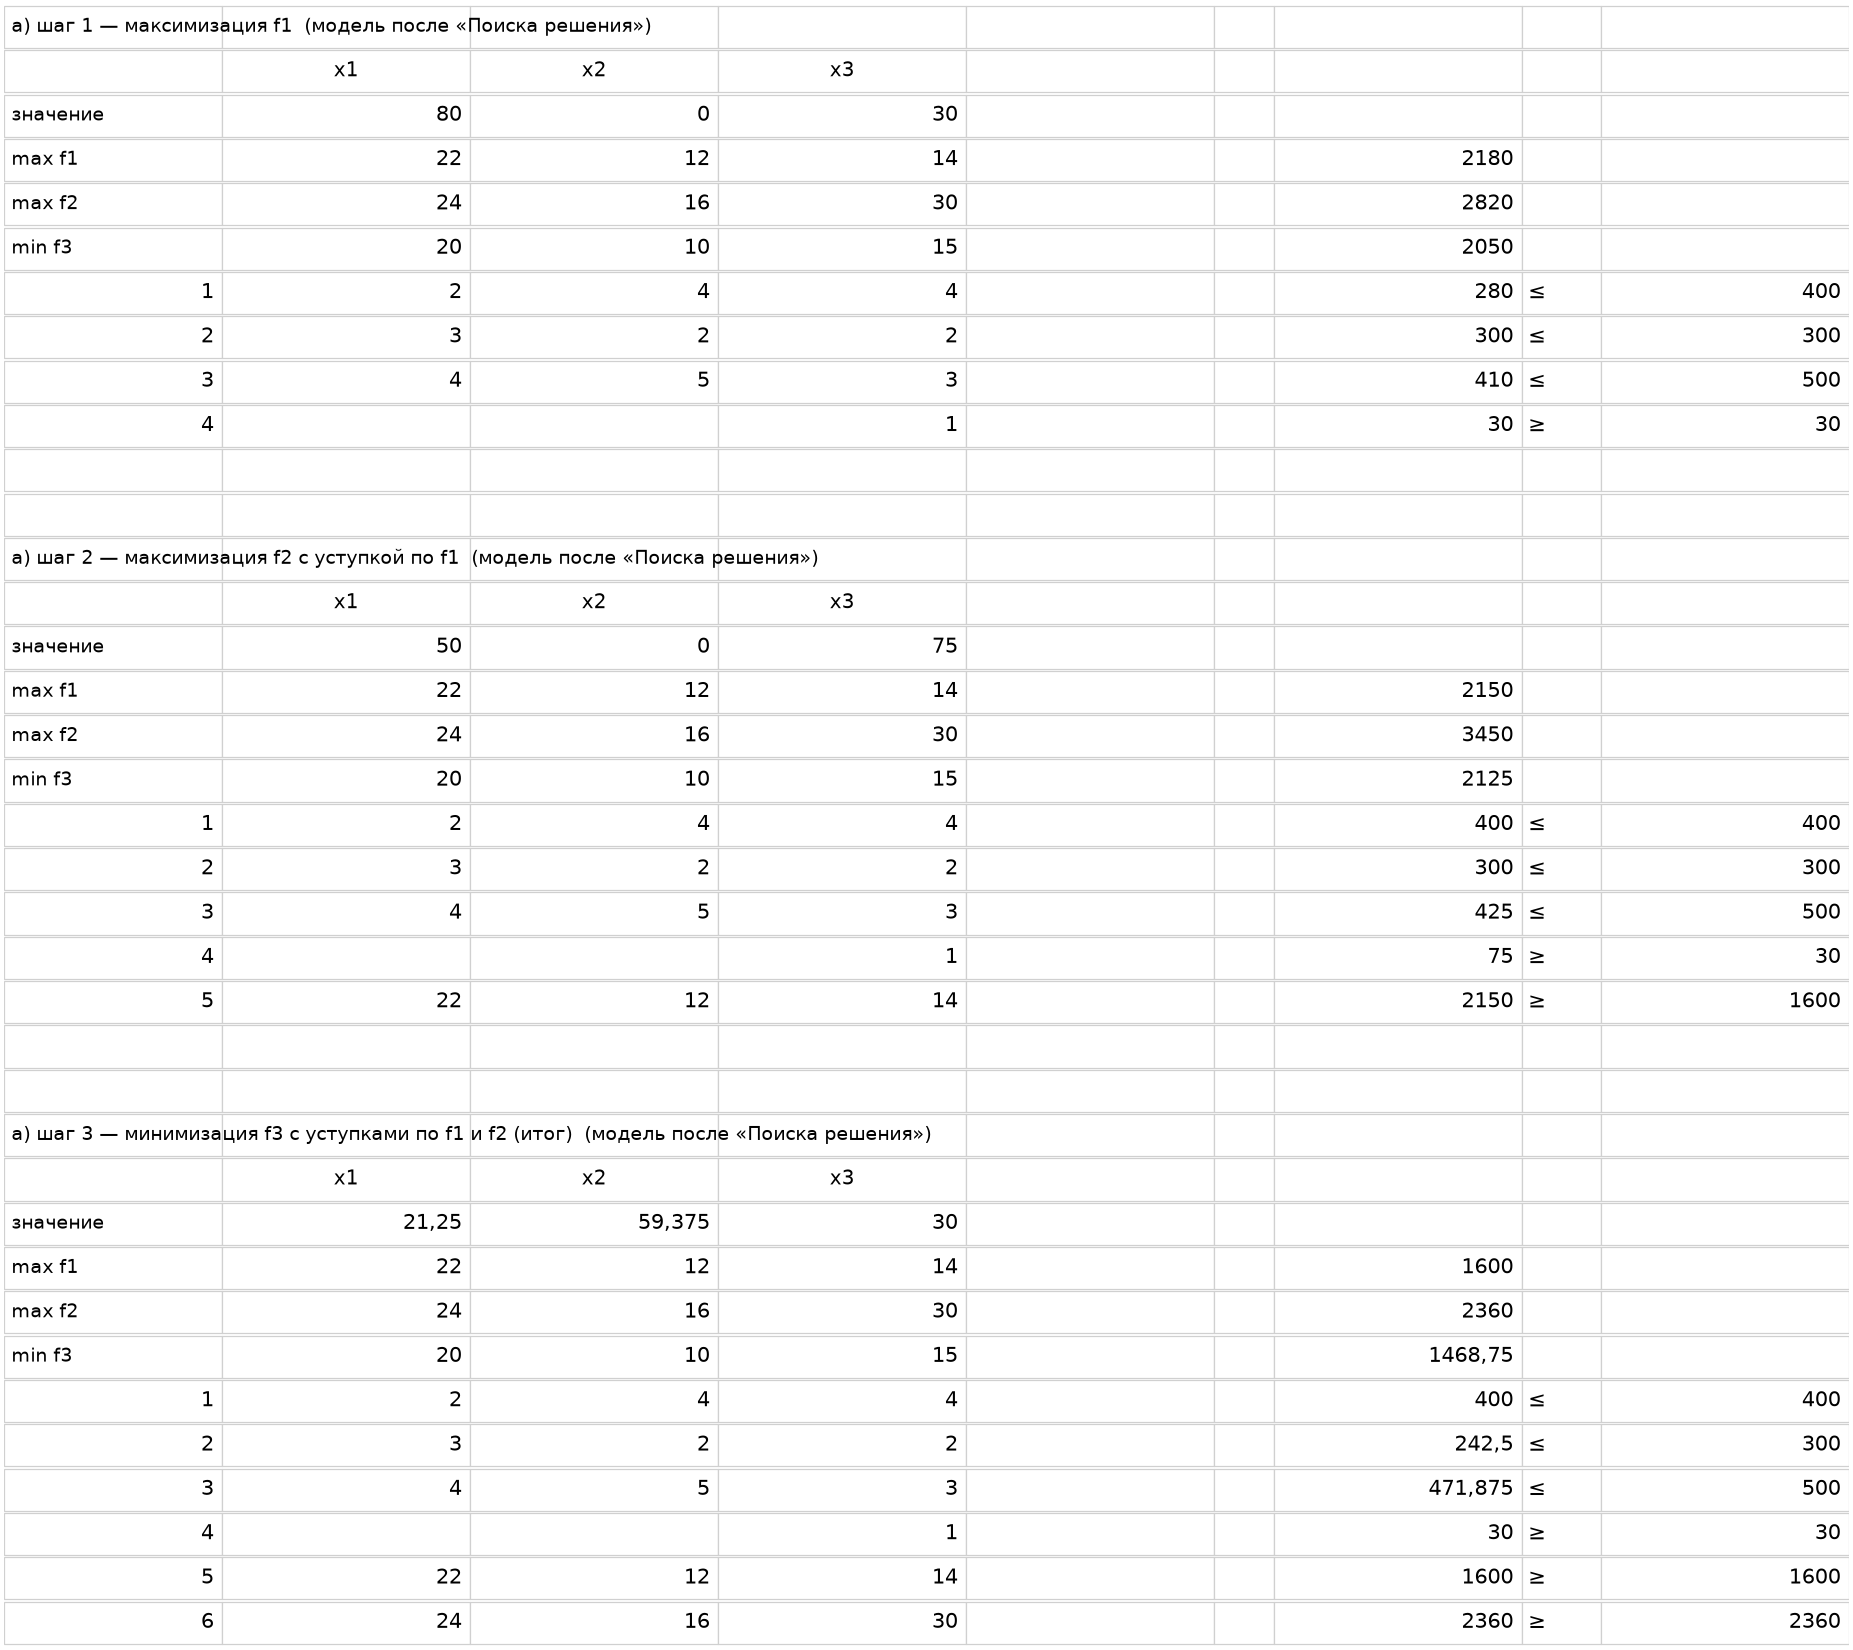 а) шаг 1 — максимизация f1 (модель после «Поиска решения»)
x1 x2 x3
значение 80 0 30
max f1 22 12 14 2180
max f2 24 16 30 2820
min f3 20 10 15 2050
1 2 4 4 280 ≤ 400
2 3 2 2 300 ≤ 300
3 4 5 3 410 ≤ 500
4 1 30 ≥ 30
а) шаг 2 — максимизация f2 с уступкой по f1 (модель после «Поиска решения»)
x1 x2 x3
значение 50 0 75
max f1 22 12 14 2150
max f2 24 16 30 3450
min f3 20 10 15 2125
1 2 4 4 400 ≤ 400
2 3 2 2 300 ≤ 300
3 4 5 3 425 ≤ 500
4 1 75 ≥ 30
5 22 12 14 2150 ≥ 1600
а) шаг 3 — минимизация f3 с уступками по f1 и f2 (итог) (модель после «Поиска решения»)
x1 x2 x3
значение 21,25 59,375 30
max f1 22 12 14 1600
max f2 24 16 30 2360
min f3 20 10 15 1468,75
1 2 4 4 400 ≤ 400
2 3 2 2 242,5 ≤ 300
3 4 5 3 471,875 ≤ 500
4 1 30 ≥ 30
5 22 12 14 1600 ≥ 1600
6 24 16 30 2360 ≥ 2360